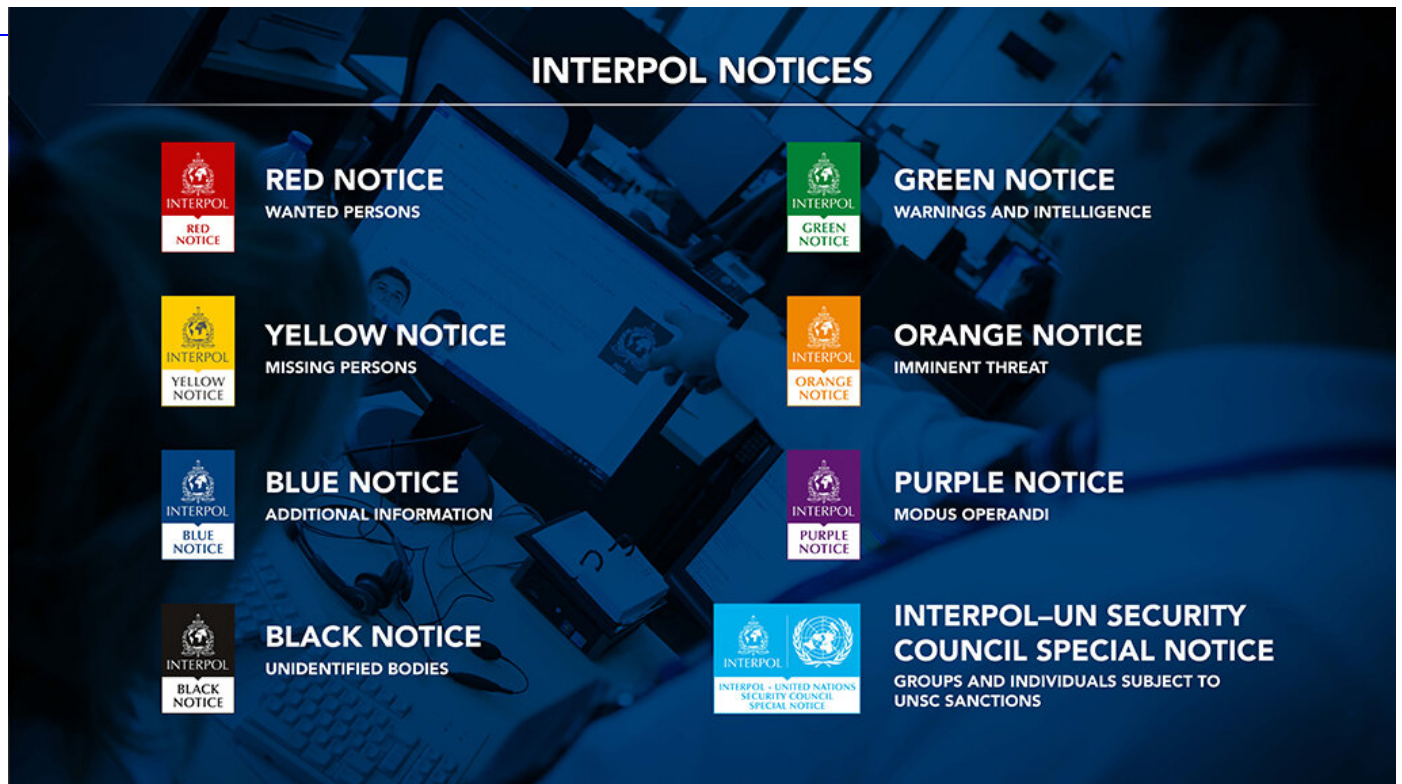 INTERPOL NOTICES
INTERPOL
RED
NOTICE
RED NOTICE
WANTED PERSONS
INTERPOL
GREEN
NOTICE
GREEN NOTICE
WARNINGS AND INTELLIGENCE
INTERPOL
YELLOW
NOTICE
YELLOW NOTICE
MISSING PERSONS
INTERPOL
ORANGE
NOTICE
ORANGE NOTICE
IMMINENT THREAT
INTERPOL
BLUE
NOTICE
BLUE NOTICE
ADDITIONAL INFORMATION
INTERPOL
PURPLE
NOTICE
PURPLE NOTICE
MODUS OPERANDI
INTERPOL
BLACK
NOTICE
BLACK NOTICE
UNIDENTIFIED BODIES
INTERPOL
INTERPOL - UNITED NATIONS
SECURITY COUNCIL
SPECIAL NOTICE
INTERPOL–UN SECURITY
COUNCIL SPECIAL NOTICE
GROUPS AND INDIVIDUALS SUBJECT TO
UNSC SANCTIONS